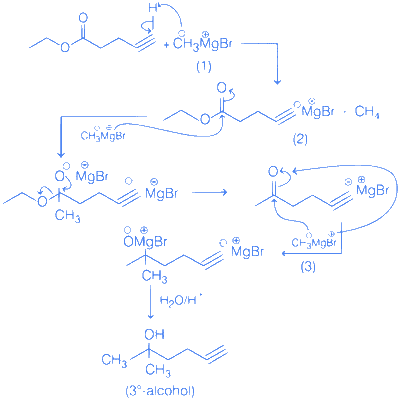 H
O
O
+ CH₃MgBr
⊖ ⊕
(1)
O
O
⊖ ⊕
MgBr · CH₄
CH₃MgBr
(2)
O MgBr
O
MgBr
CH₃
O
MgBr
CH₃MgBr
(3)
OMgBr
MgBr
CH₃
H₂O/H⁺
OH
CH₃
CH₃
(3°-alcohol)